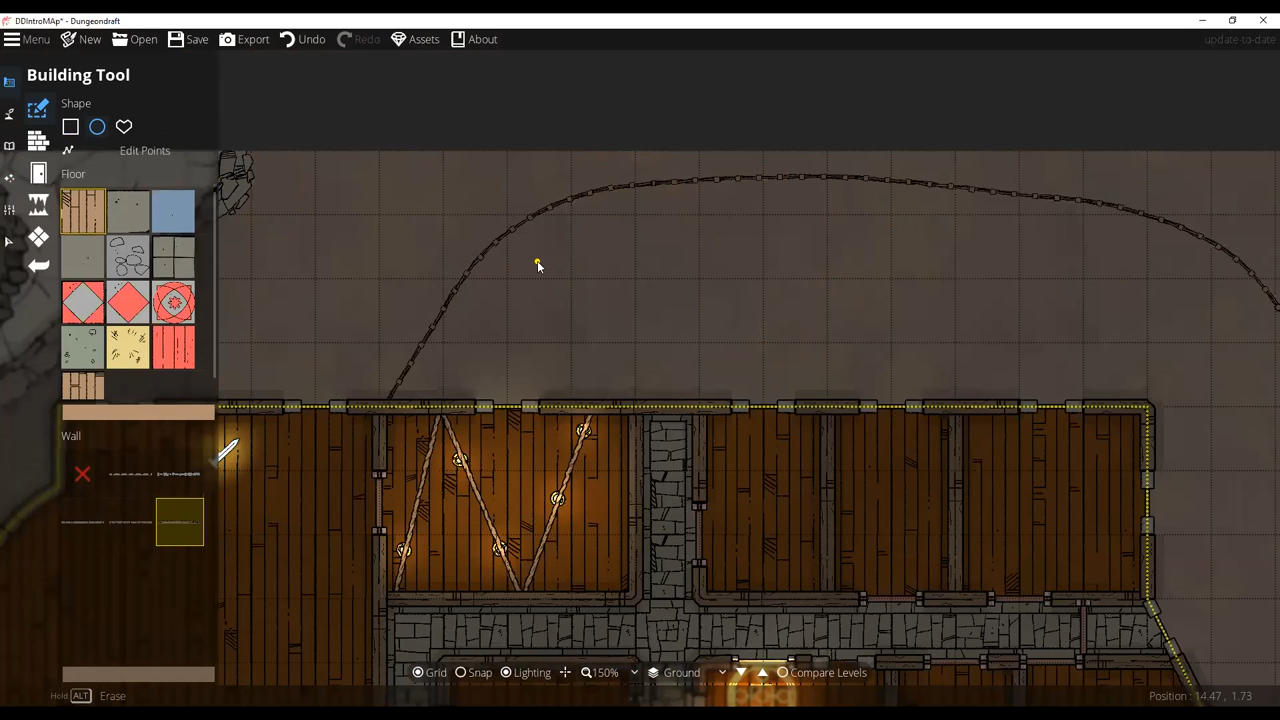 DDIntroMAp* - Dungeondraft
Menu New Open Save Export Undo Redo Assets About update-to-date
Building Tool
Shape
Edit Points
Floor
Wall
Grid Snap Lighting 150% Ground Compare Levels
Hold ALT Erase
Position : 14.47 , 1.73